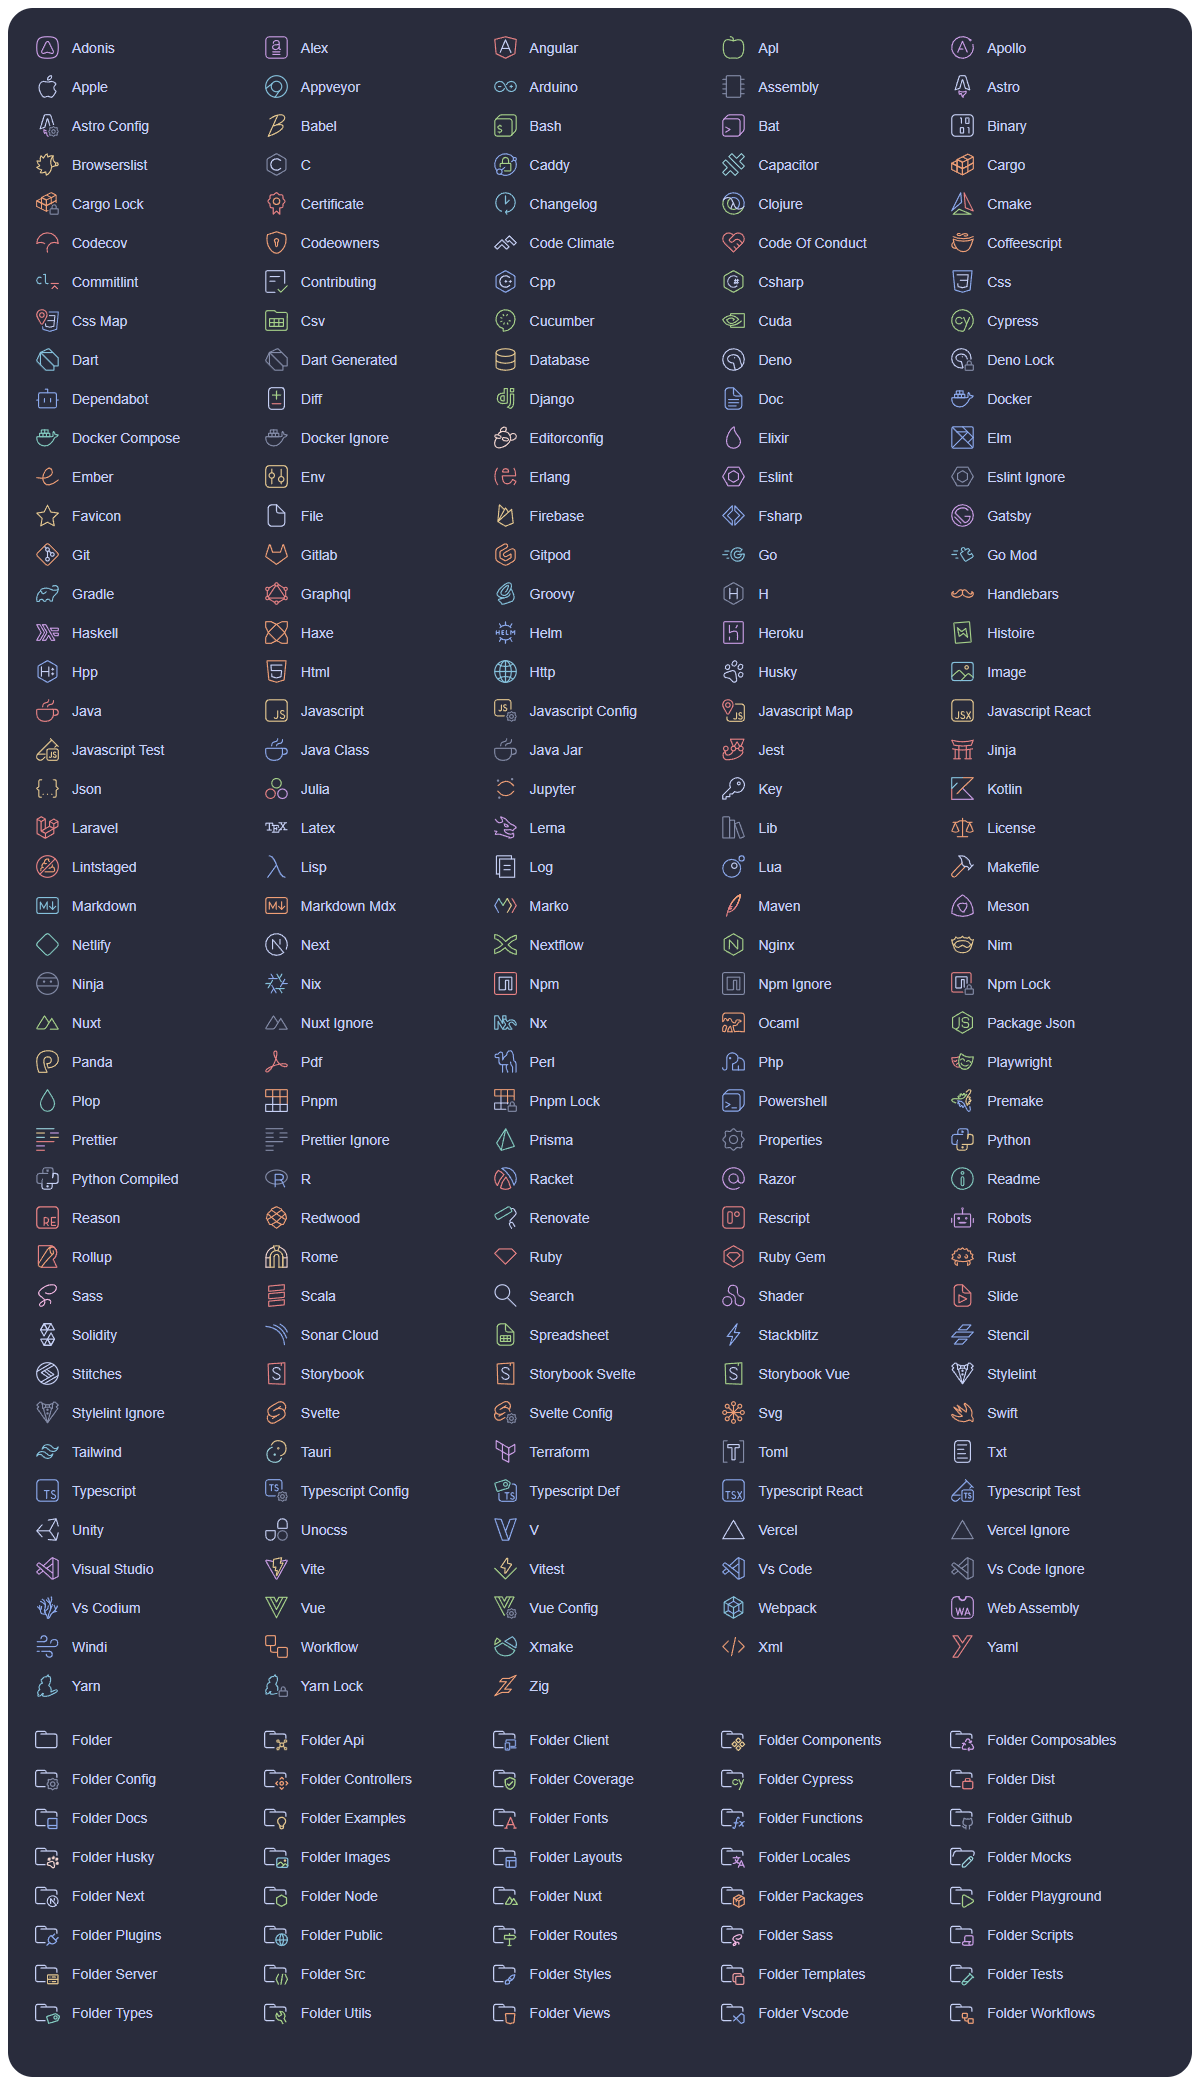 Adonis Alex Angular Apl Apollo
Apple Appveyor Arduino Assembly Astro
Astro Config Babel Bash Bat Binary
Browserslist C Caddy Capacitor Cargo
Cargo Lock Certificate Changelog Clojure Cmake
Codecov Codeowners Code Climate Code Of Conduct Coffeescript
Commitlint Contributing Cpp Csharp Css
Css Map Csv Cucumber Cuda Cypress
Dart Dart Generated Database Deno Deno Lock
Dependabot Diff Django Doc Docker
Docker Compose Docker Ignore Editorconfig Elixir Elm
Ember Env Erlang Eslint Eslint Ignore
Favicon File Firebase Fsharp Gatsby
Git Gitlab Gitpod Go Go Mod
Gradle Graphql Groovy H Handlebars
Haskell Haxe Helm Heroku Histoire
Hpp Html Http Husky Image
Java Javascript Javascript Config Javascript Map Javascript React
Javascript Test Java Class Java Jar Jest Jinja
Json Julia Jupyter Key Kotlin
Laravel Latex Lerna Lib License
Lintstaged Lisp Log Lua Makefile
Markdown Markdown Mdx Marko Maven Meson
Netlify Next Nextflow Nginx Nim
Ninja Nix Npm Npm Ignore Npm Lock
Nuxt Nuxt Ignore Nx Ocaml Package Json
Panda Pdf Perl Php Playwright
Plop Pnpm Pnpm Lock Powershell Premake
Prettier Prettier Ignore Prisma Properties Python
Python Compiled R Racket Razor Readme
Reason Redwood Renovate Rescript Robots
Rollup Rome Ruby Ruby Gem Rust
Sass Scala Search Shader Slide
Solidity Sonar Cloud Spreadsheet Stackblitz Stencil
Stitches Storybook Storybook Svelte Storybook Vue Stylelint
Stylelint Ignore Svelte Svelte Config Svg Swift
Tailwind Tauri Terraform Toml Txt
Typescript Typescript Config Typescript Def Typescript React Typescript Test
Unity Unocss V Vercel Vercel Ignore
Visual Studio Vite Vitest Vs Code Vs Code Ignore
Vs Codium Vue Vue Config Webpack Web Assembly
Windi Workflow Xmake Xml Yaml
Yarn Yarn Lock Zig
Folder Folder Api Folder Client Folder Components Folder Composables
Folder Config Folder Controllers Folder Coverage Folder Cypress Folder Dist
Folder Docs Folder Examples Folder Fonts Folder Functions Folder Github
Folder Husky Folder Images Folder Layouts Folder Locales Folder Mocks
Folder Next Folder Node Folder Nuxt Folder Packages Folder Playground
Folder Plugins Folder Public Folder Routes Folder Sass Folder Scripts
Folder Server Folder Src Folder Styles Folder Templates Folder Tests
Folder Types Folder Utils Folder Views Folder Vscode Folder Workflows